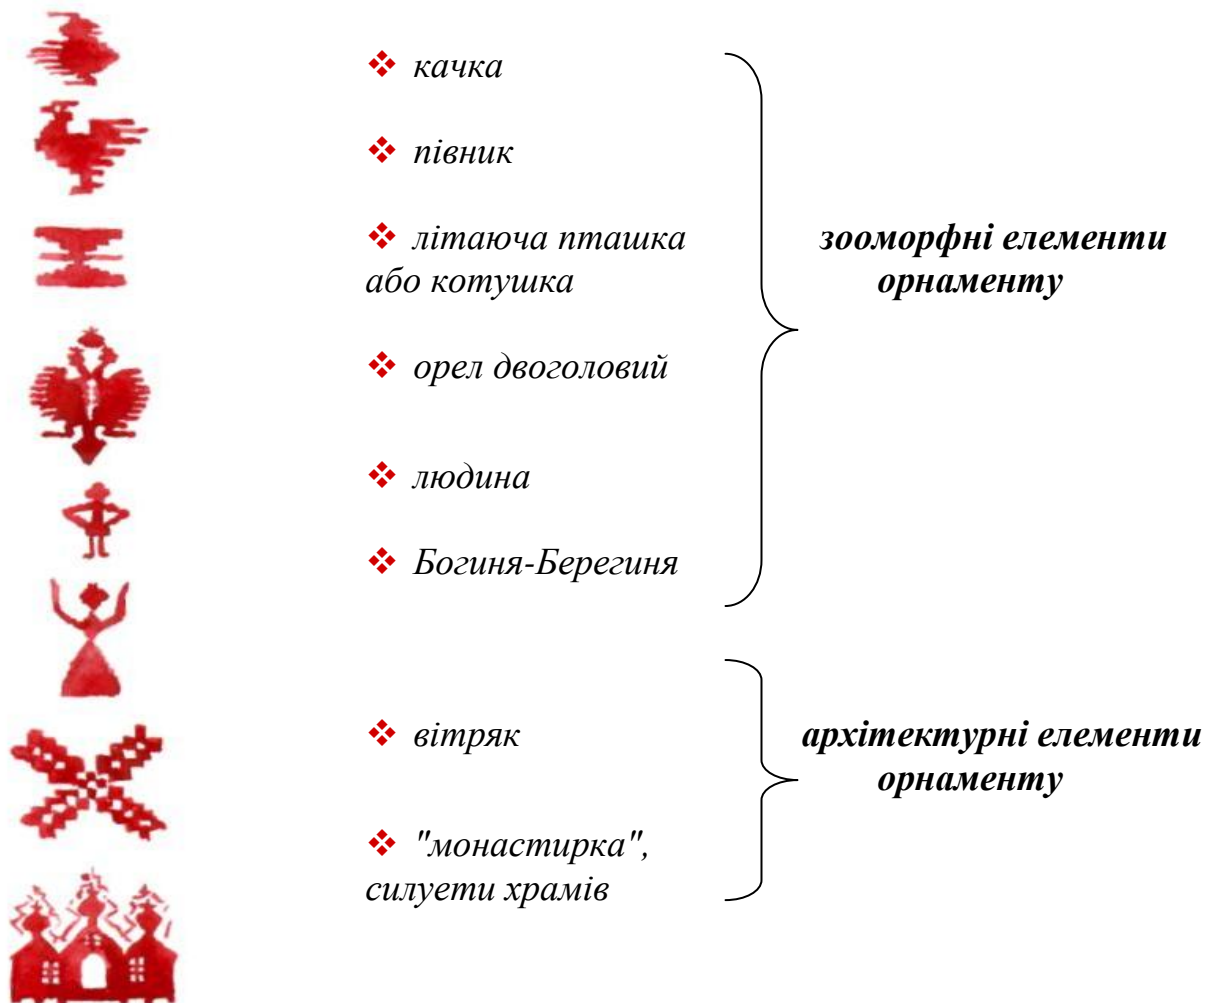 ❖ качка
❖ півник
❖ літаюча пташка
або котушка
зооморфні елементи
орнаменту
❖ орел двоголовий
❖ людина
❖ Богиня-Берегиня
❖ вітряк
архітектурні елементи
орнаменту
❖ "монастирка",
силуети храмів